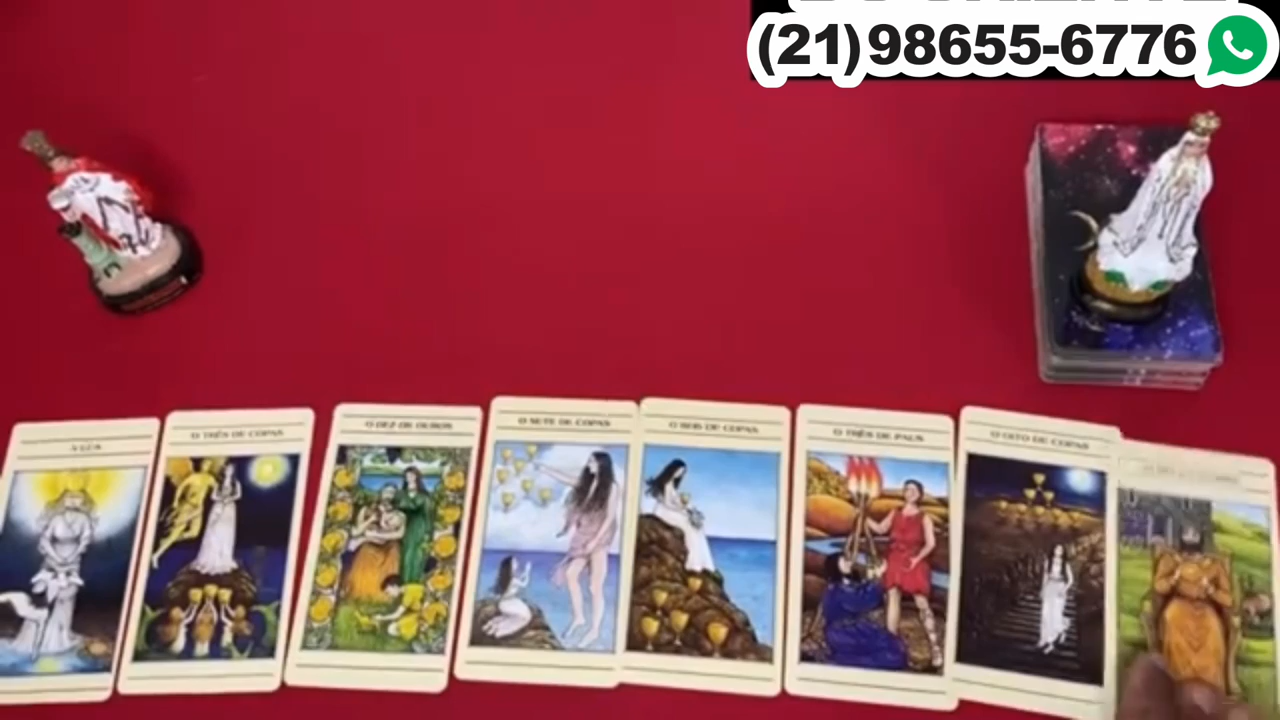 (21)98655-6776
A LUA
O TRÊS DE COPAS
O DEZ DE OUROS
O SETE DE COPAS
O SEIS DE COPAS
O TRÊS DE PAUS
O OITO DE COPAS